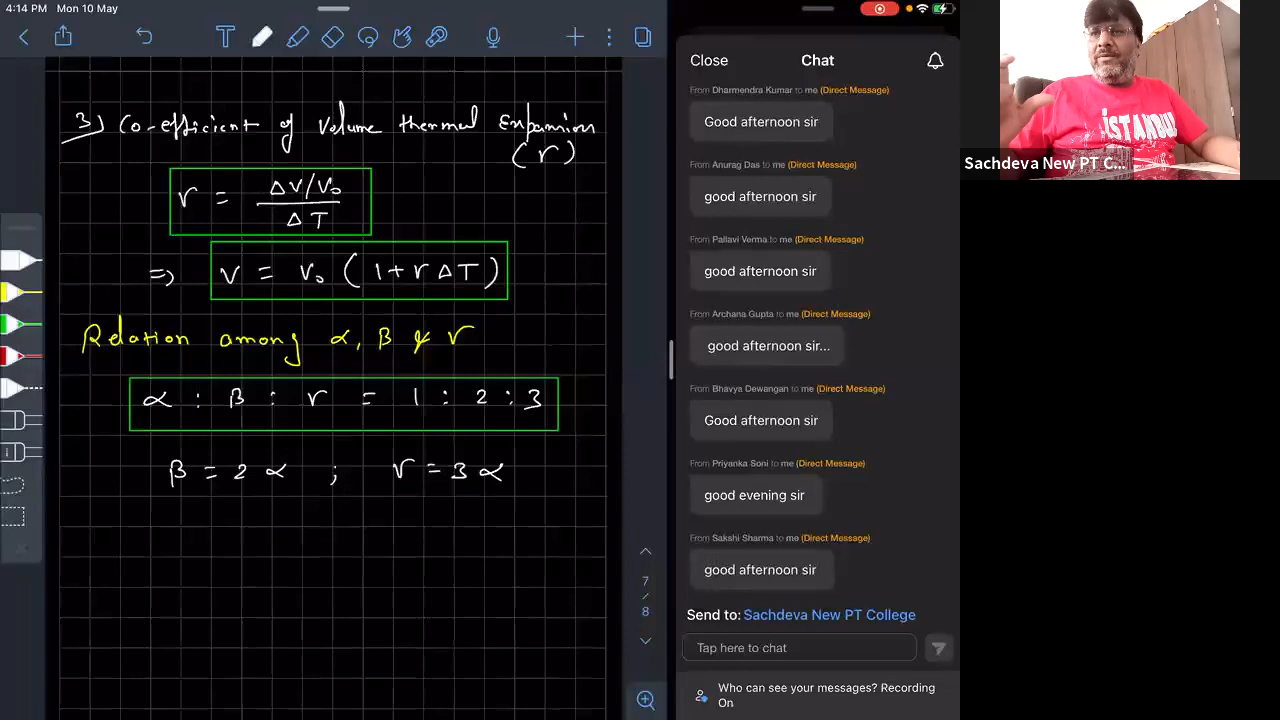 4:14 PM Mon 10 May
3) Co-efficient of Volume thermal Expansion
(r)
r = ΔV/V₀
ΔT
=> V = V₀ (1 + r ΔT)
Relation among α, β & r
α : β : r = 1 : 2 : 3
β = 2 α ; r = 3 α
7
/
8
Close Chat
From Dharmendra Kumar to me (Direct Message)
Good afternoon sir
From Anurag Das to me (Direct Message)
good afternoon sir
From Pallavi Verma to me (Direct Message)
good afternoon sir
From Archana Gupta to me (Direct Message)
good afternoon sir...
From Bhavya Dewangan to me (Direct Message)
Good afternoon sir
From Priyanka Soni to me (Direct Message)
good evening sir
From Sakshi Sharma to me (Direct Message)
good afternoon sir
Send to: Sachdeva New PT College
Tap here to chat
Who can see your messages? Recording
On
İSTANBUL
Sachdeva New PT C...